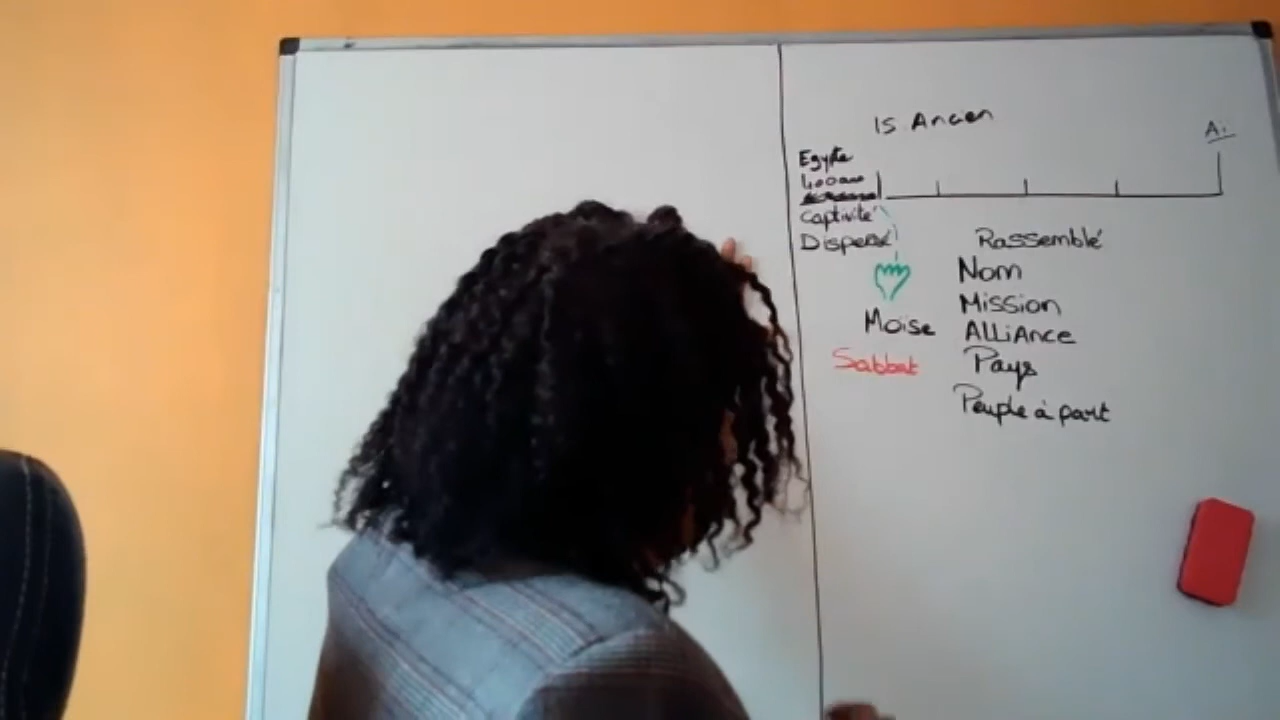 IS Ancien
A.
Egypte
400ans
captivité
Dispersé
Rassemblé
Nom
Mission
Moïse
ALLiAnce
Sabbat
Pays
Peuple à part